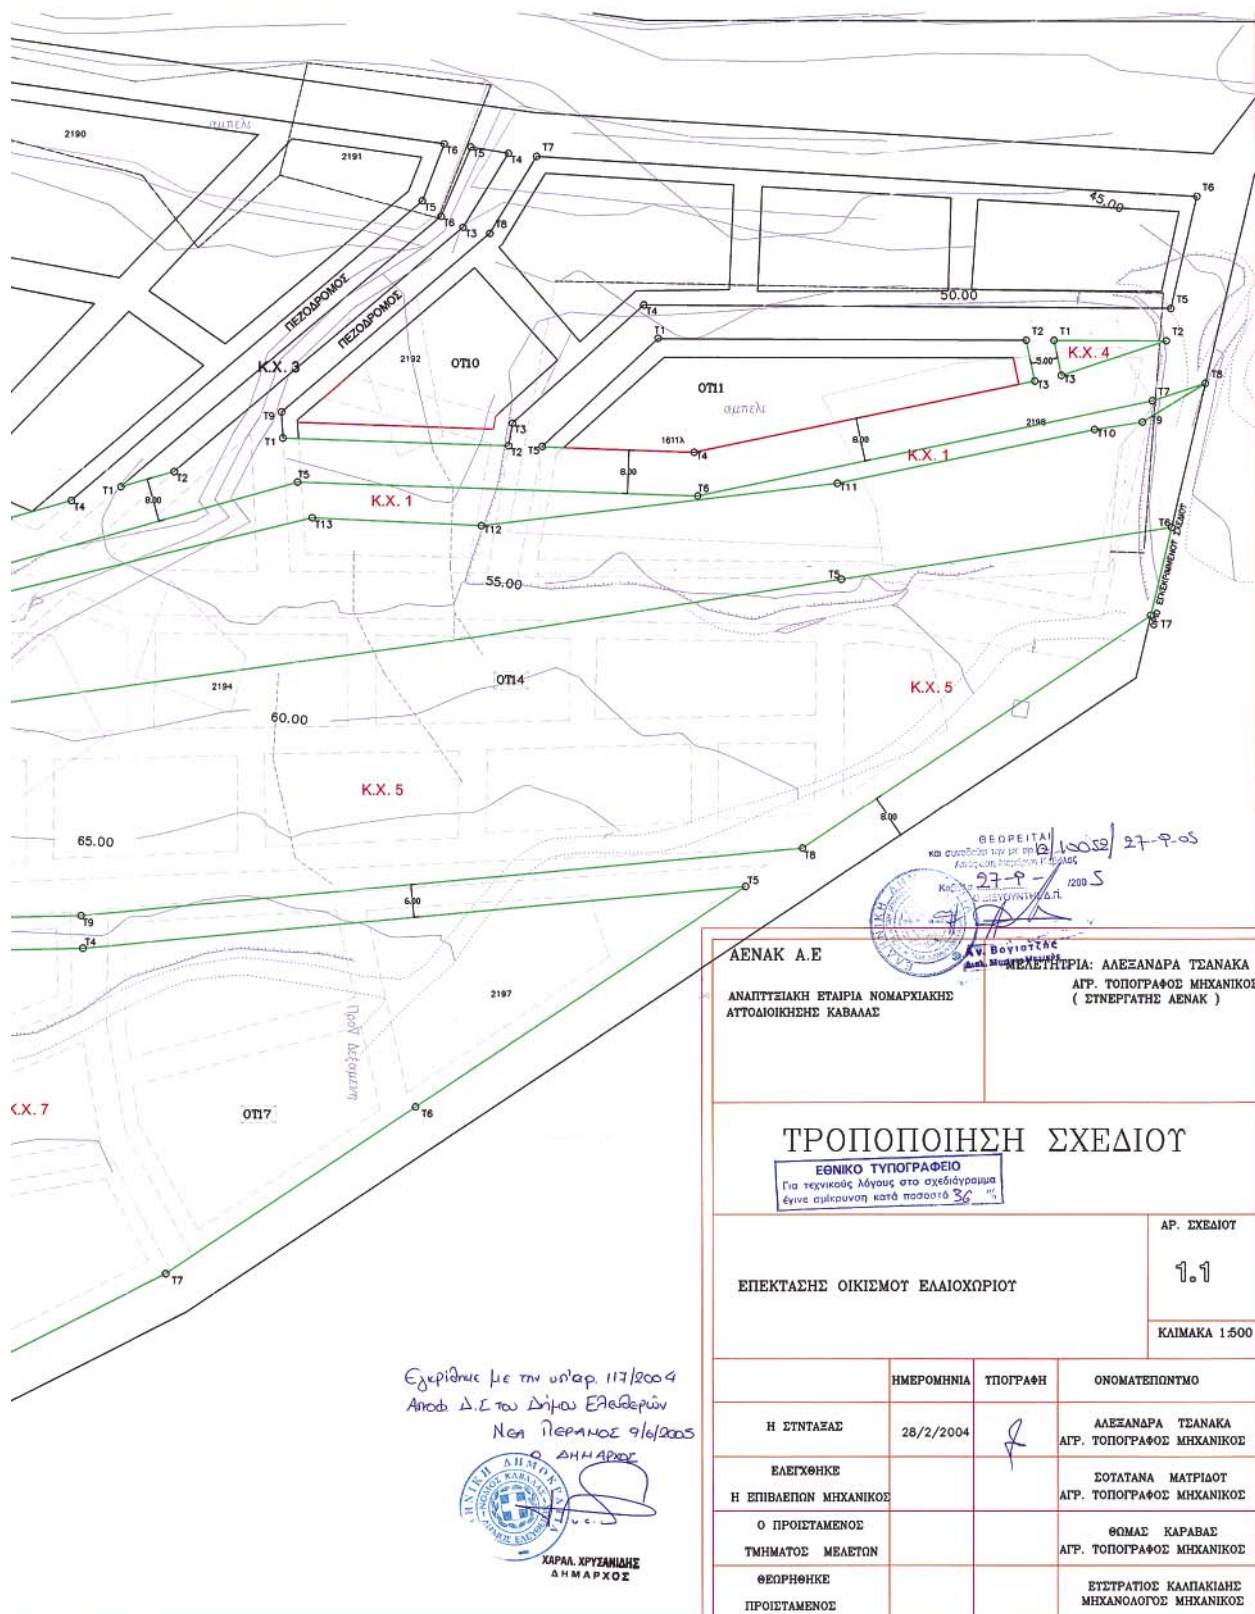 2190
αμπελι
2191
T6
T5
T4
T7
T6
45.00
T5
T6
T3
T8
ΠΕΖΟΔΡΟΜΟΣ
ΠΕΖΟΔΡΟΜΟΣ
50.00
T4
T5
T1
T2
T1
T2
Κ.Χ. 3
2192
ΟΤ10
5.00
Κ.Χ. 4
T3
T3
T8
ΟΤ11
αμπελι
T7
T9
T3
T9
2198
T10
T1
T2
T5
1611λ
T4
8.00
Κ.Χ. 1
T1
T2
T5
8.00
T4
8.00
Κ.Χ. 1
T6
T11
T13
T12
T6
ΕΓΚΕΚΡΙΜΜΕΝΟΥ ΣΧΕΔΙΟΥ
55.00
T5
T7
2194
ΟΤ14
Κ.Χ. 5
60.00
Κ.Χ. 5
65.00
8.00
T8
T5
6.00
T9
T4
2197
Κ.Χ. 7
ΟΤ17
T6
T7
ΘΕΩΡΕΙΤΑΙ
27-9-05
27-9- /2005
Αν. Βογιατζής
ΑΕΝΑΚ Α.Ε
ΜΕΛΕΤΗΤΡΙΑ: ΑΛΕΞΑΝΔΡΑ ΤΣΑΝΑΚΑ
ΑΓΡ. ΤΟΠΟΓΡΑΦΟΣ ΜΗΧΑΝΙΚΟΣ
( ΣΥΝΕΡΓΑΤΗΣ ΑΕΝΑΚ )
ΑΝΑΠΤΥΞΙΑΚΗ ΕΤΑΙΡΙΑ ΝΟΜΑΡΧΙΑΚΗΣ
ΑΥΤΟΔΙΟΙΚΗΣΗΣ ΚΑΒΑΛΑΣ
ΤΡΟΠΟΠΟΙΗΣΗ ΣΧΕΔΙΟΥ
ΕΘΝΙΚΟ ΤΥΠΟΓΡΑΦΕΙΟ
Για τεχνικούς λόγους στο σχεδιάγραμμα
έγινε σμίκρυνση κατά ποσοστό 36 %
ΑΡ. ΣΧΕΔΙΟΥ
1.1
ΕΠΕΚΤΑΣΗΣ ΟΙΚΙΣΜΟΥ ΕΛΑΙΟΧΩΡΙΟΥ
ΚΛΙΜΑΚΑ 1:500
ΗΜΕΡΟΜΗΝΙΑ ΥΠΟΓΡΑΦΗ ΟΝΟΜΑΤΕΠΩΝΥΜΟ
Η ΣΥΝΤΑΞΑΣ 28/2/2004 ΑΛΕΞΑΝΔΡΑ ΤΣΑΝΑΚΑ
ΑΓΡ. ΤΟΠΟΓΡΑΦΟΣ ΜΗΧΑΝΙΚΟΣ
ΕΛΕΓΧΘΗΚΕ
Η ΕΠΙΒΛΕΠΩΝ ΜΗΧΑΝΙΚΟΣ
ΣΟΥΛΤΑΝΑ ΜΑΥΡΙΔΟΥ
ΑΓΡ. ΤΟΠΟΓΡΑΦΟΣ ΜΗΧΑΝΙΚΟΣ
Ο ΠΡΟΙΣΤΑΜΕΝΟΣ
ΤΜΗΜΑΤΟΣ ΜΕΛΕΤΩΝ
ΘΩΜΑΣ ΚΑΡΑΒΑΣ
ΑΓΡ. ΤΟΠΟΓΡΑΦΟΣ ΜΗΧΑΝΙΚΟΣ
ΘΕΩΡΗΘΗΚΕ
ΠΡΟΙΣΤΑΜΕΝΟΣ
ΕΥΣΤΡΑΤΙΟΣ ΚΑΛΠΑΚΙΔΗΣ
ΜΗΧΑΝΟΛΟΓΟΣ ΜΗΧΑΝΙΚΟΣ
Εγκρίθηκε με την υπ'αρ. 117/2004
Αποφ. Δ.Σ του Δήμου Ελευθερών
ΝΕΑ ΠΕΡΑΜΟΣ 9/6/2005
Ο ΔΗΜΑΡΧΟΣ
ΧΑΡΑΛ. ΧΡΥΣΑΝΙΔΗΣ
ΔΗΜΑΡΧΟΣ